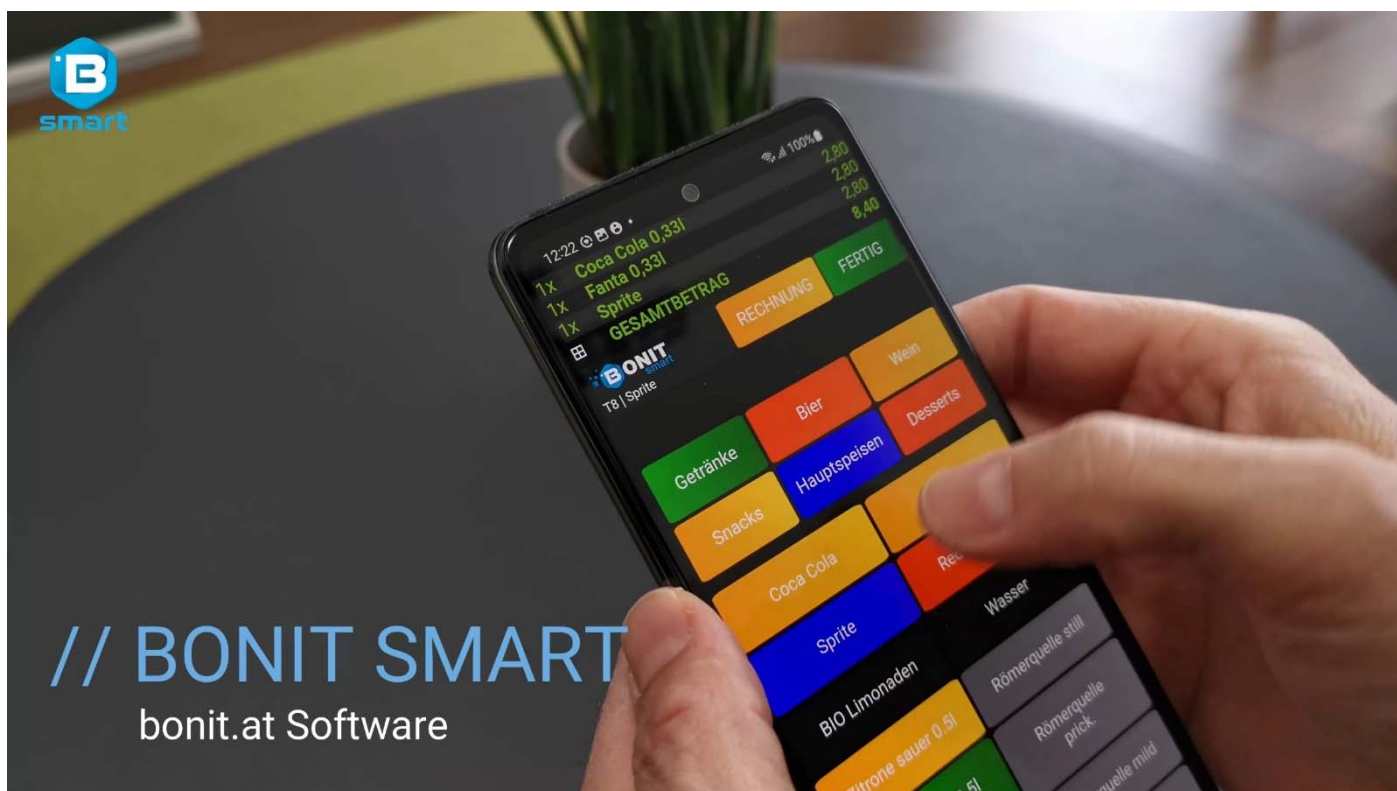 B
smart
12:22
100%
1x Coca Cola 0,33l 2,80
1x Fanta 0,33l 2,80
1x Sprite 2,80
GESAMTBETRAG 8,40
BONIT
smart
T8 | Sprite
RECHNUNG
FERTIG
Getränke
Bier
Wein
Snacks
Hauptspeisen
Desserts
Coca Cola
Sprite
BIO Limonaden
Wasser
Zitrone sauer 0.5l
Römerquelle still
Römerquelle
prick.
// BONIT SMART
bonit.at Software